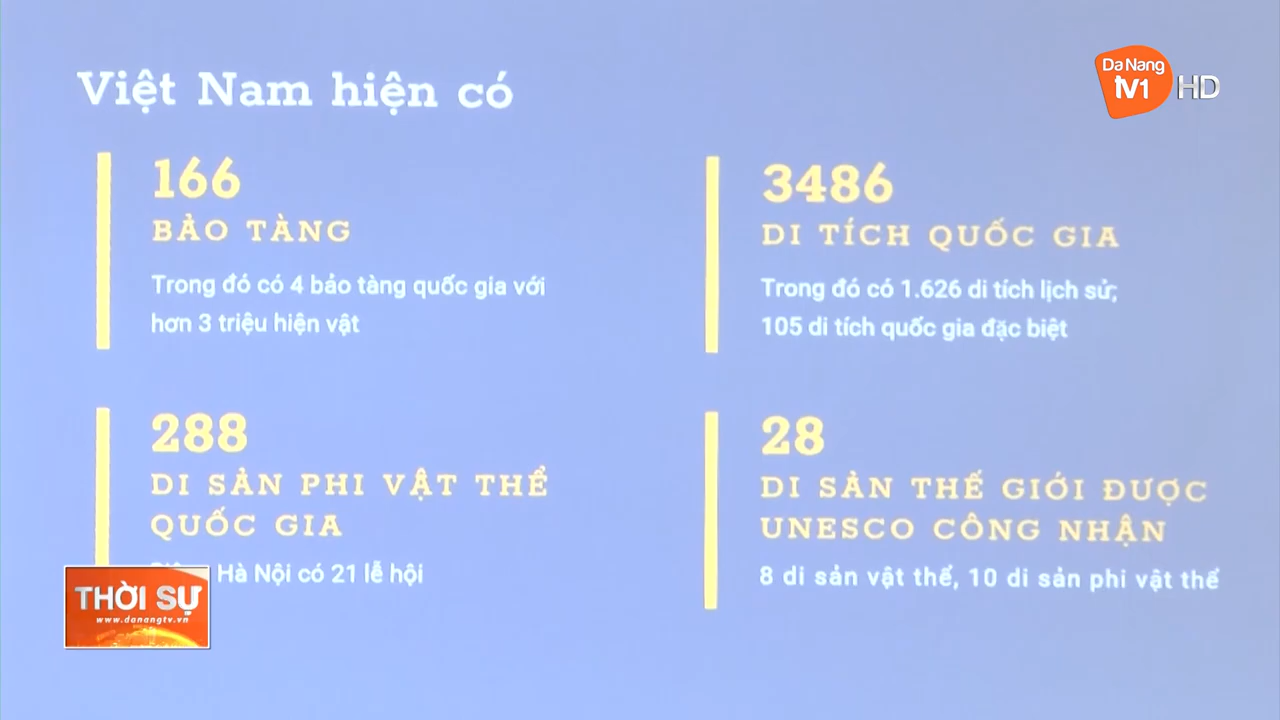 Việt Nam hiện có
Da Nang
TV1 HD
166
BẢO TÀNG
Trong đó có 4 bảo tàng quốc gia với
hơn 3 triệu hiện vật
3486
DI TÍCH QUỐC GIA
Trong đó có 1.626 di tích lịch sử;
105 di tích quốc gia đặc biệt
288
DI SẢN PHI VẬT THỂ
QUỐC GIA
Hà Nội có 21 lễ hội
28
DI SẢN THẾ GIỚI ĐƯỢC
UNESCO CÔNG NHẬN
8 di sản vật thể, 10 di sản phi vật thể
THỜI SỰ
www.danangtv.vn